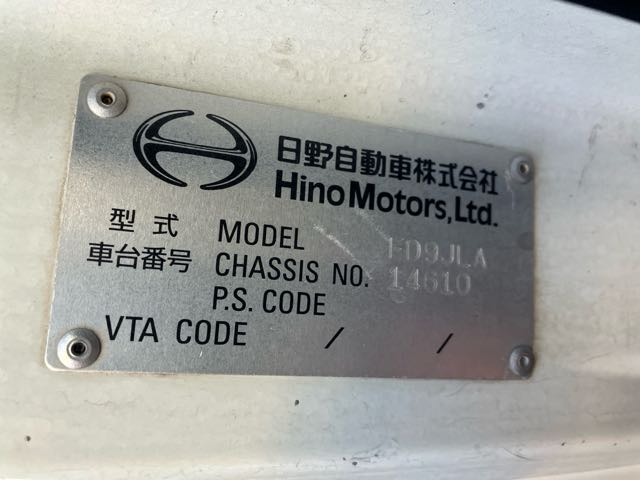 日野自動車株式会社
Hino Motors, Ltd.
型式 MODEL FD9JLA
車台番号 CHASSIS NO. 14610
P.S. CODE
VTA CODE / /